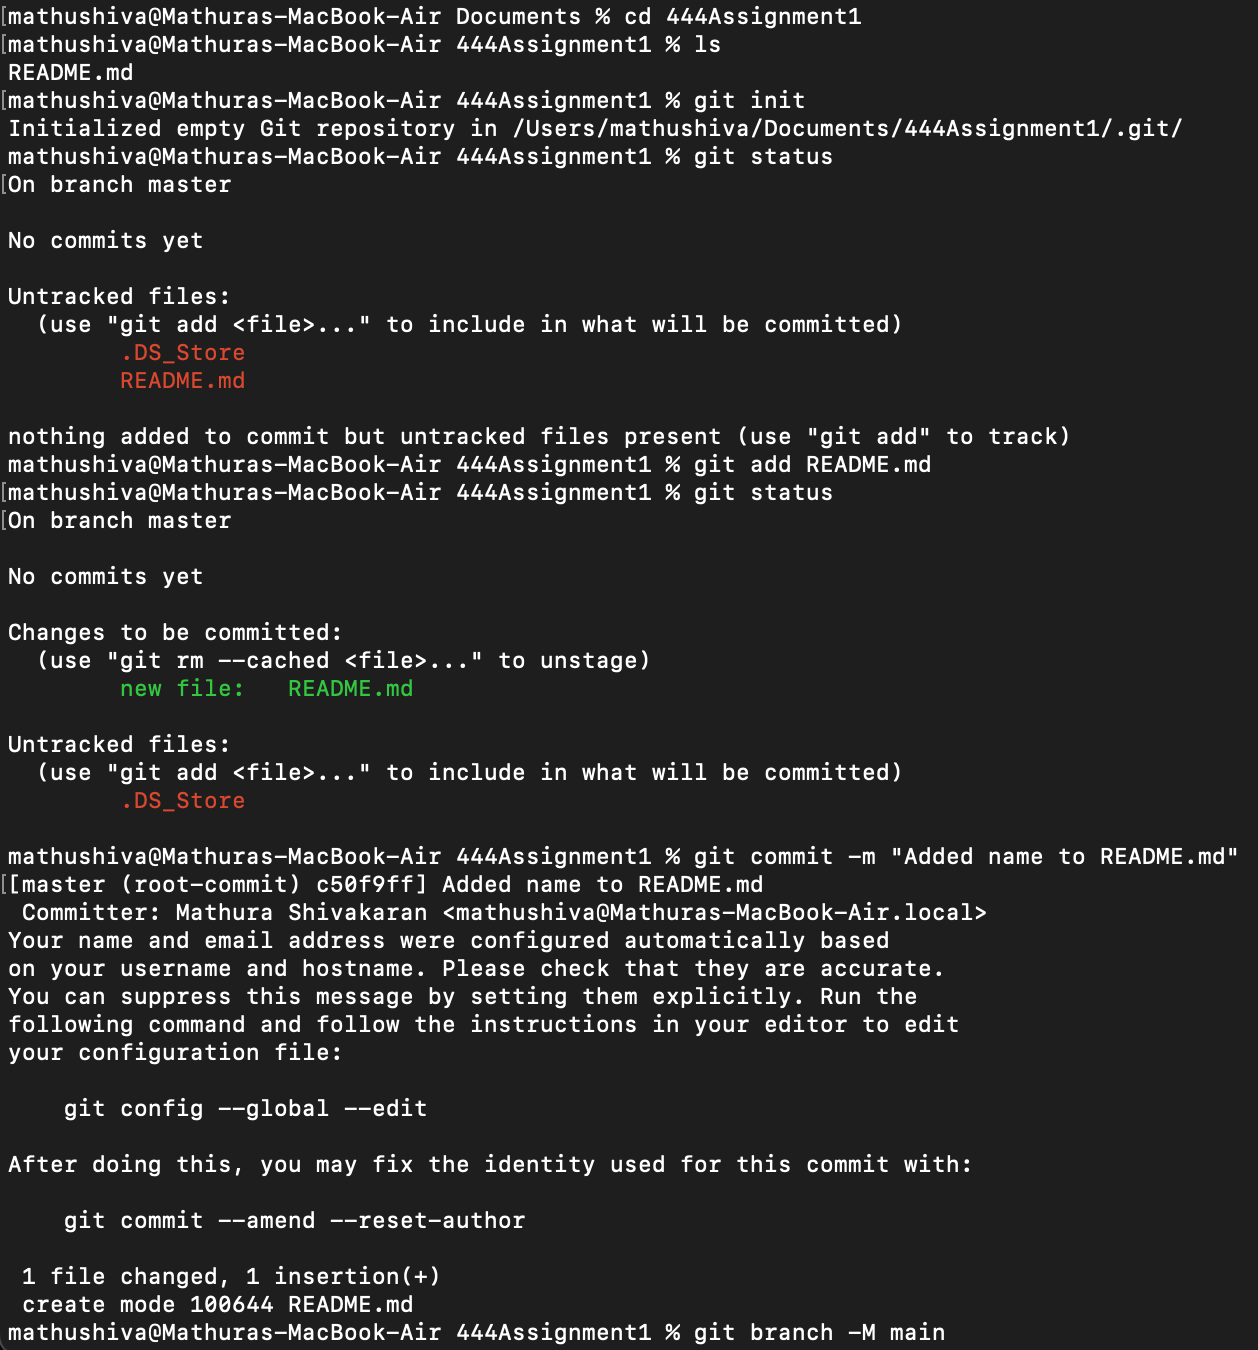 [mathushiva@Mathuras-MacBook-Air Documents % cd 444Assignment1
[mathushiva@Mathuras-MacBook-Air 444Assignment1 % ls
README.md
[mathushiva@Mathuras-MacBook-Air 444Assignment1 % git init
Initialized empty Git repository in /Users/mathushiva/Documents/444Assignment1/.git/
mathushiva@Mathuras-MacBook-Air 444Assignment1 % git status
[On branch master

No commits yet

Untracked files:
  (use "git add <file>..." to include in what will be committed)
        .DS_Store
        README.md

nothing added to commit but untracked files present (use "git add" to track)
mathushiva@Mathuras-MacBook-Air 444Assignment1 % git add README.md
[mathushiva@Mathuras-MacBook-Air 444Assignment1 % git status
[On branch master

No commits yet

Changes to be committed:
  (use "git rm --cached <file>..." to unstage)
        new file:   README.md

Untracked files:
  (use "git add <file>..." to include in what will be committed)
        .DS_Store

mathushiva@Mathuras-MacBook-Air 444Assignment1 % git commit -m "Added name to README.md"
[[master (root-commit) c50f9ff] Added name to README.md
 Committer: Mathura Shivakaran <mathushiva@Mathuras-MacBook-Air.local>
Your name and email address were configured automatically based
on your username and hostname. Please check that they are accurate.
You can suppress this message by setting them explicitly. Run the
following command and follow the instructions in your editor to edit
your configuration file:

    git config --global --edit

After doing this, you may fix the identity used for this commit with:

    git commit --amend --reset-author

 1 file changed, 1 insertion(+)
 create mode 100644 README.md
mathushiva@Mathuras-MacBook-Air 444Assignment1 % git branch -M main